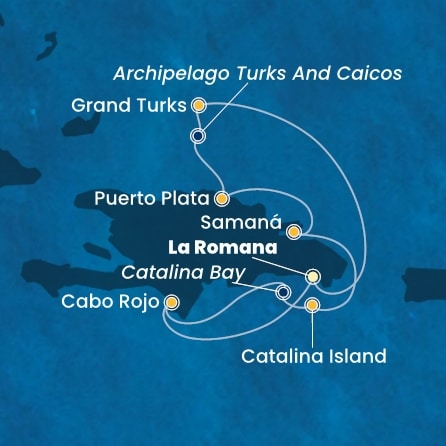 Archipelago Turks And Caicos
Grand Turks
Puerto Plata
Samaná
La Romana
Catalina Bay
Cabo Rojo
Catalina Island